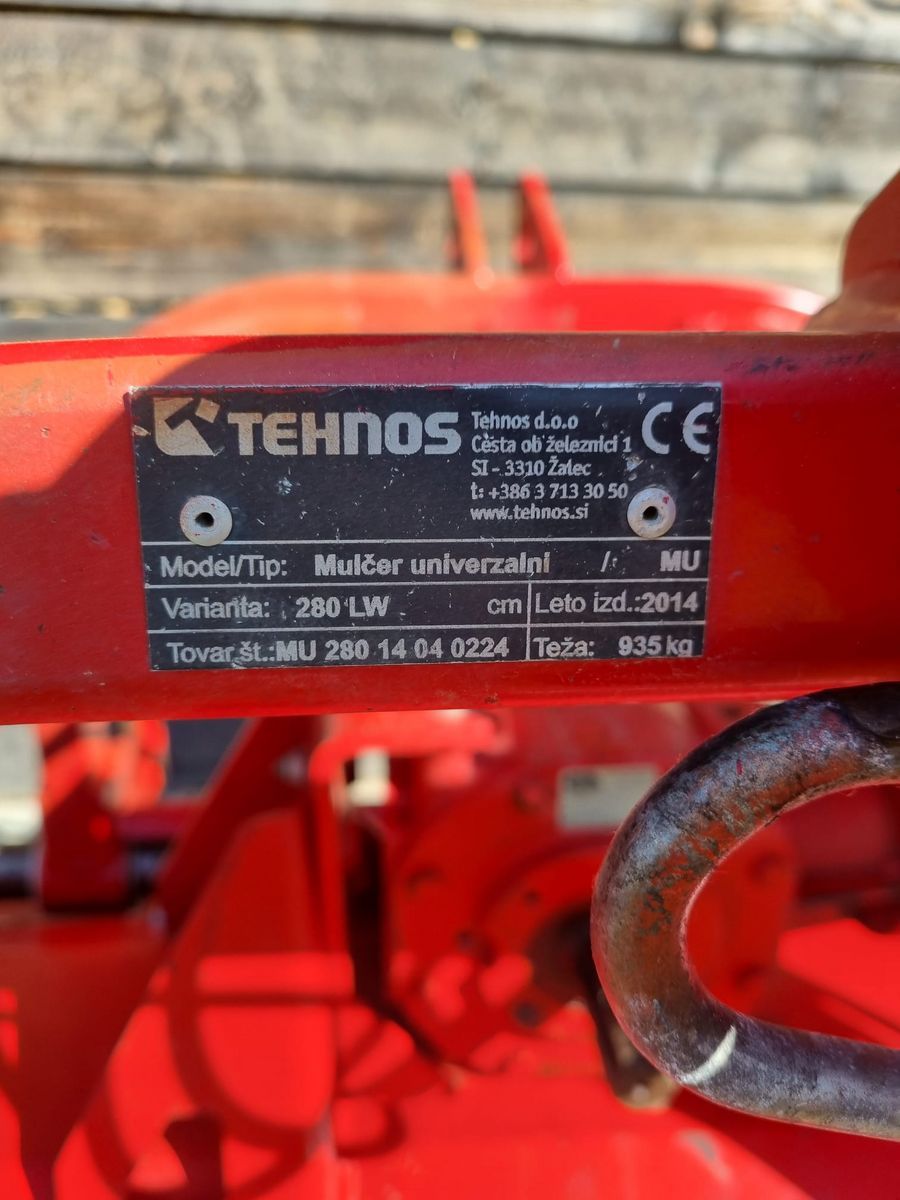 TEHNOS
Tehnos d.o.o
Cesta ob železnici 1
SI - 3310 Žalec
t: +386 3 713 30 50
www.tehnos.si
CE
Model/Tip: Mulčer univerzalni / MU
Varianta: 280 LW cm Leto izd.:2014
Tovar št.:MU 280 14 04 0224 Teža: 935 kg